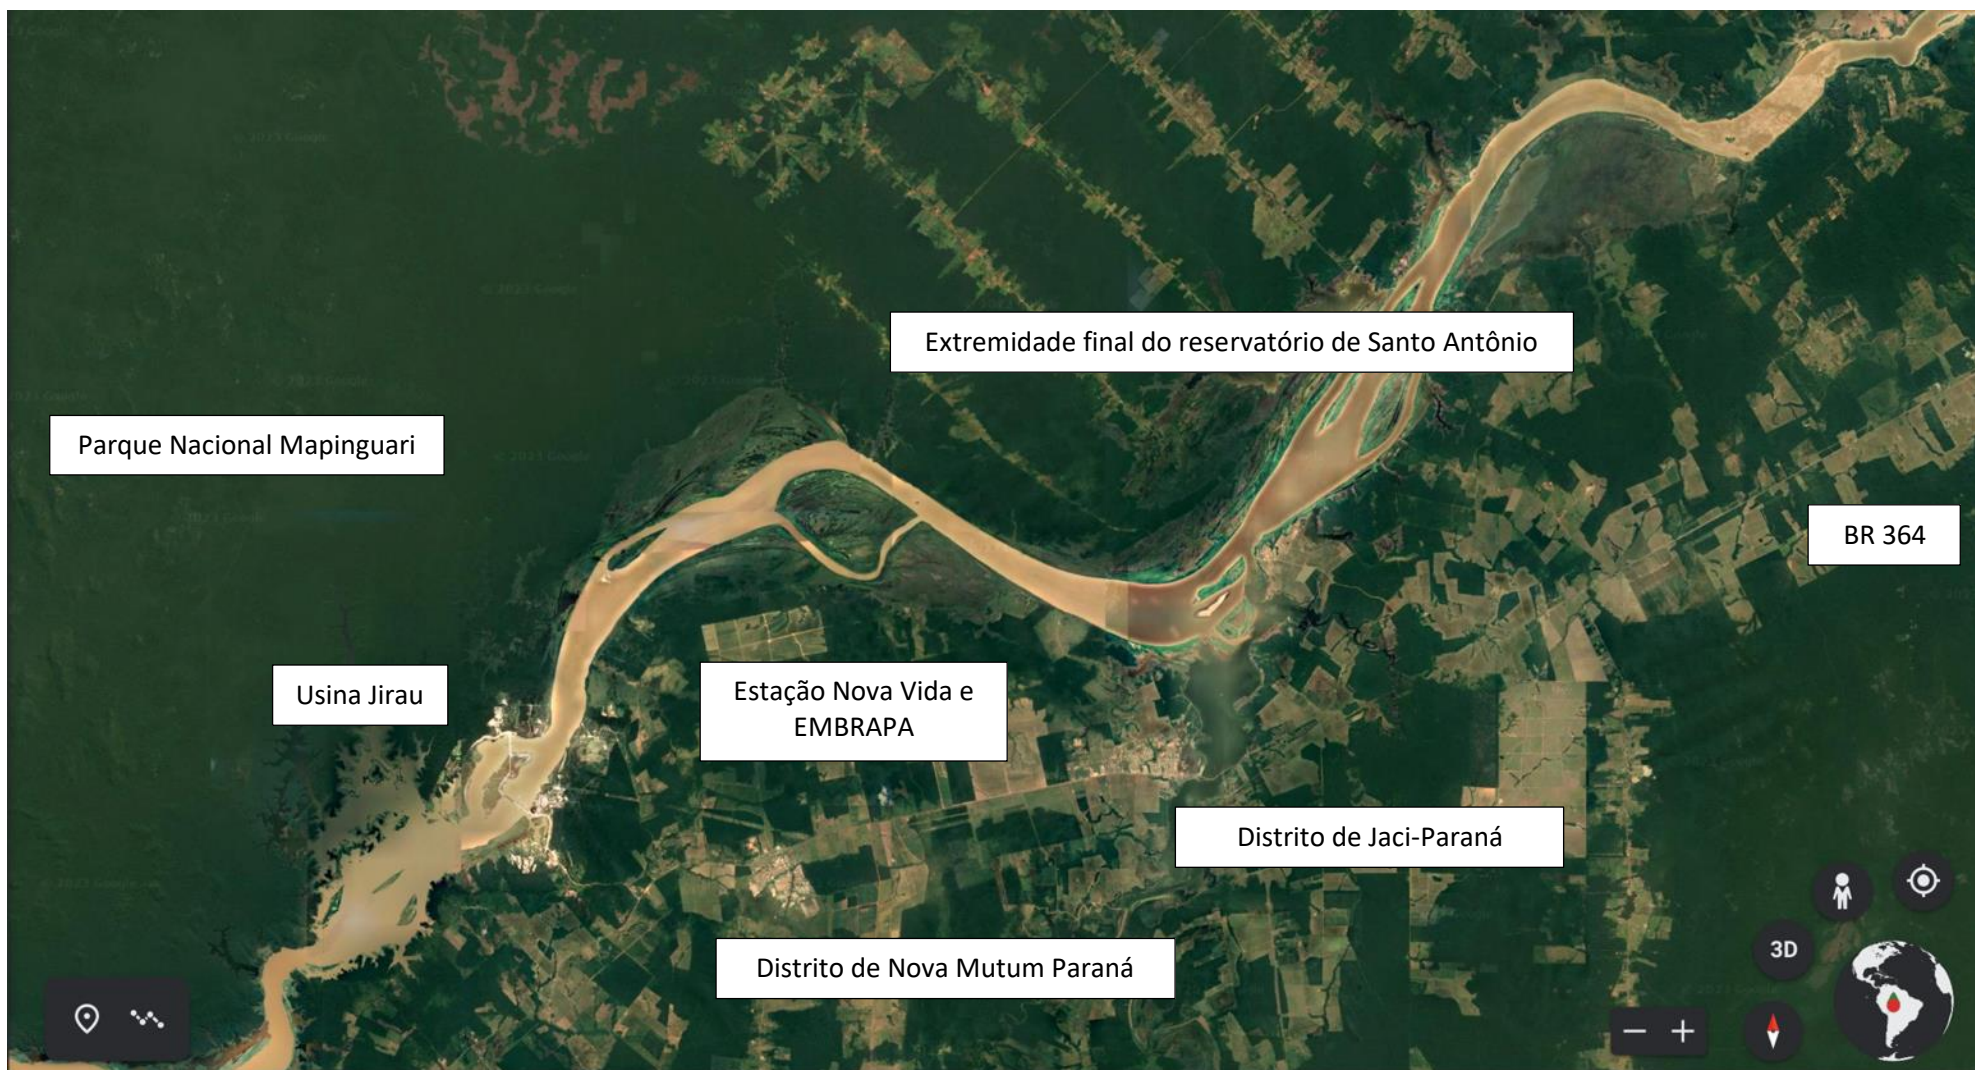 Extremidade final do reservatório de Santo Antônio
Parque Nacional Mapinguari
BR 364
Usina Jirau
Estação Nova Vida e
EMBRAPA
Distrito de Jaci-Paraná
Distrito de Nova Mutum Paraná
3D